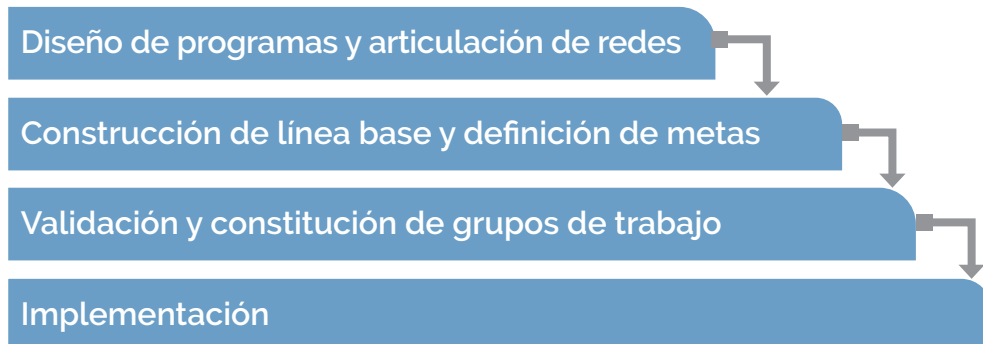 Diseño de programas y articulación de redes
Construcción de línea base y definición de metas
Validación y constitución de grupos de trabajo
Implementación